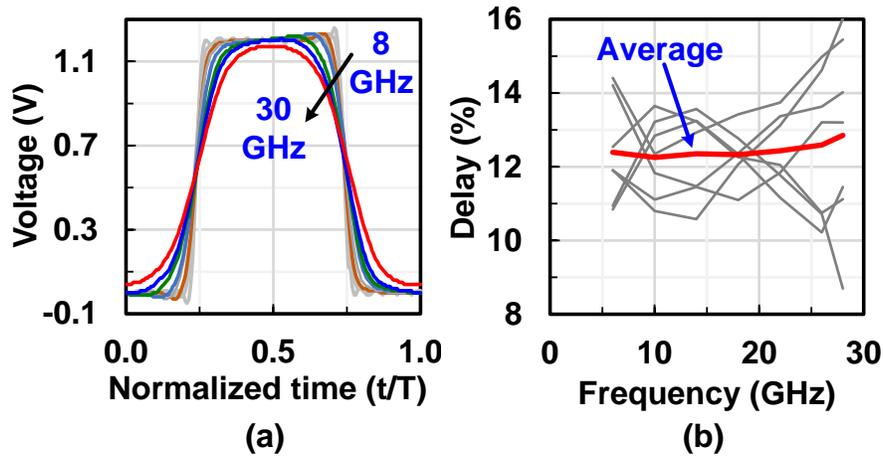 1.1
0.7
0.3
-0.1
Voltage (V)
8
GHz
30
GHz
0.0 0.5 1.0
Normalized time (t/T)
(a)
16
14
12
10
8
Delay (%)
Average
0 10 20 30
Frequency (GHz)
(b)